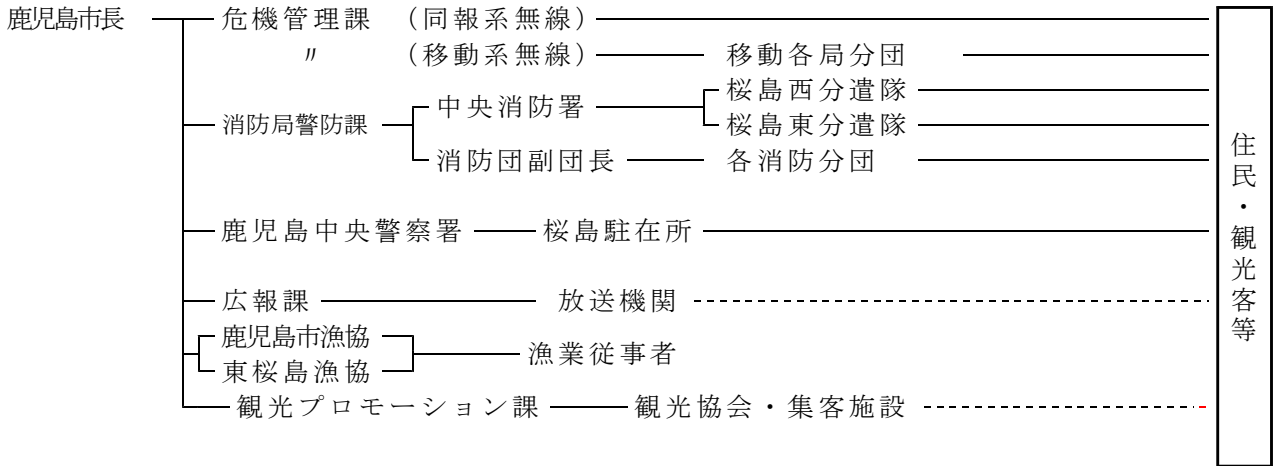 鹿児島市長 危機管理課 (同報系無線)
〃 (移動系無線) 移動各局分団
桜島西分遣隊
中央消防署
消防局警防課 桜島東分遣隊
消防団副団長 各消防分団
鹿児島中央警察署 桜島駐在所
広報課 放送機関
鹿児島市漁協
漁業従事者
東桜島漁協
観光プロモーション課 観光協会・集客施設
住民・観光客等